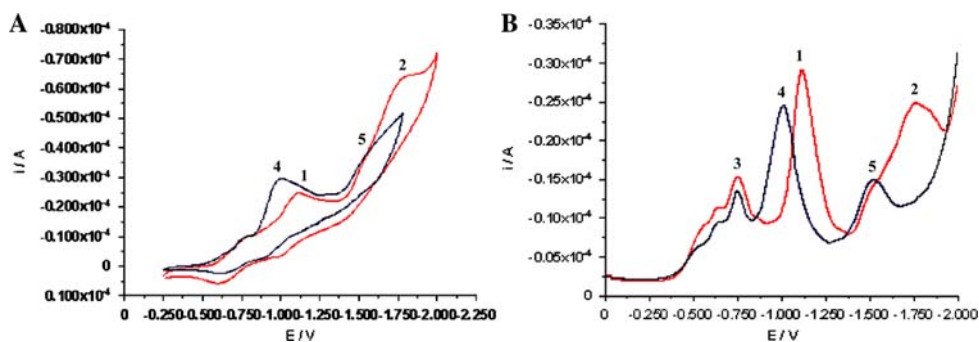 A
i / A
-0.800x10⁻⁴
-0.700x10⁻⁴
-0.600x10⁻⁴
-0.500x10⁻⁴
-0.400x10⁻⁴
-0.300x10⁻⁴
-0.200x10⁻⁴
-0.100x10⁻⁴
0
0.100x10⁻⁴
2
5
4
1
0 -0.250 -0.500 -0.750 -1.000 -1.250 -1.500 -1.750 -2.000 -2.250
E / V
B
i / A
-0.35x10⁻⁴
-0.30x10⁻⁴
-0.25x10⁻⁴
-0.20x10⁻⁴
-0.15x10⁻⁴
-0.10x10⁻⁴
-0.05x10⁻⁴
0
1
4
2
3
5
-0 -0.250 -0.500 -0.750 -1.000 -1.250 -1.500 -1.750 -2.000
E / V